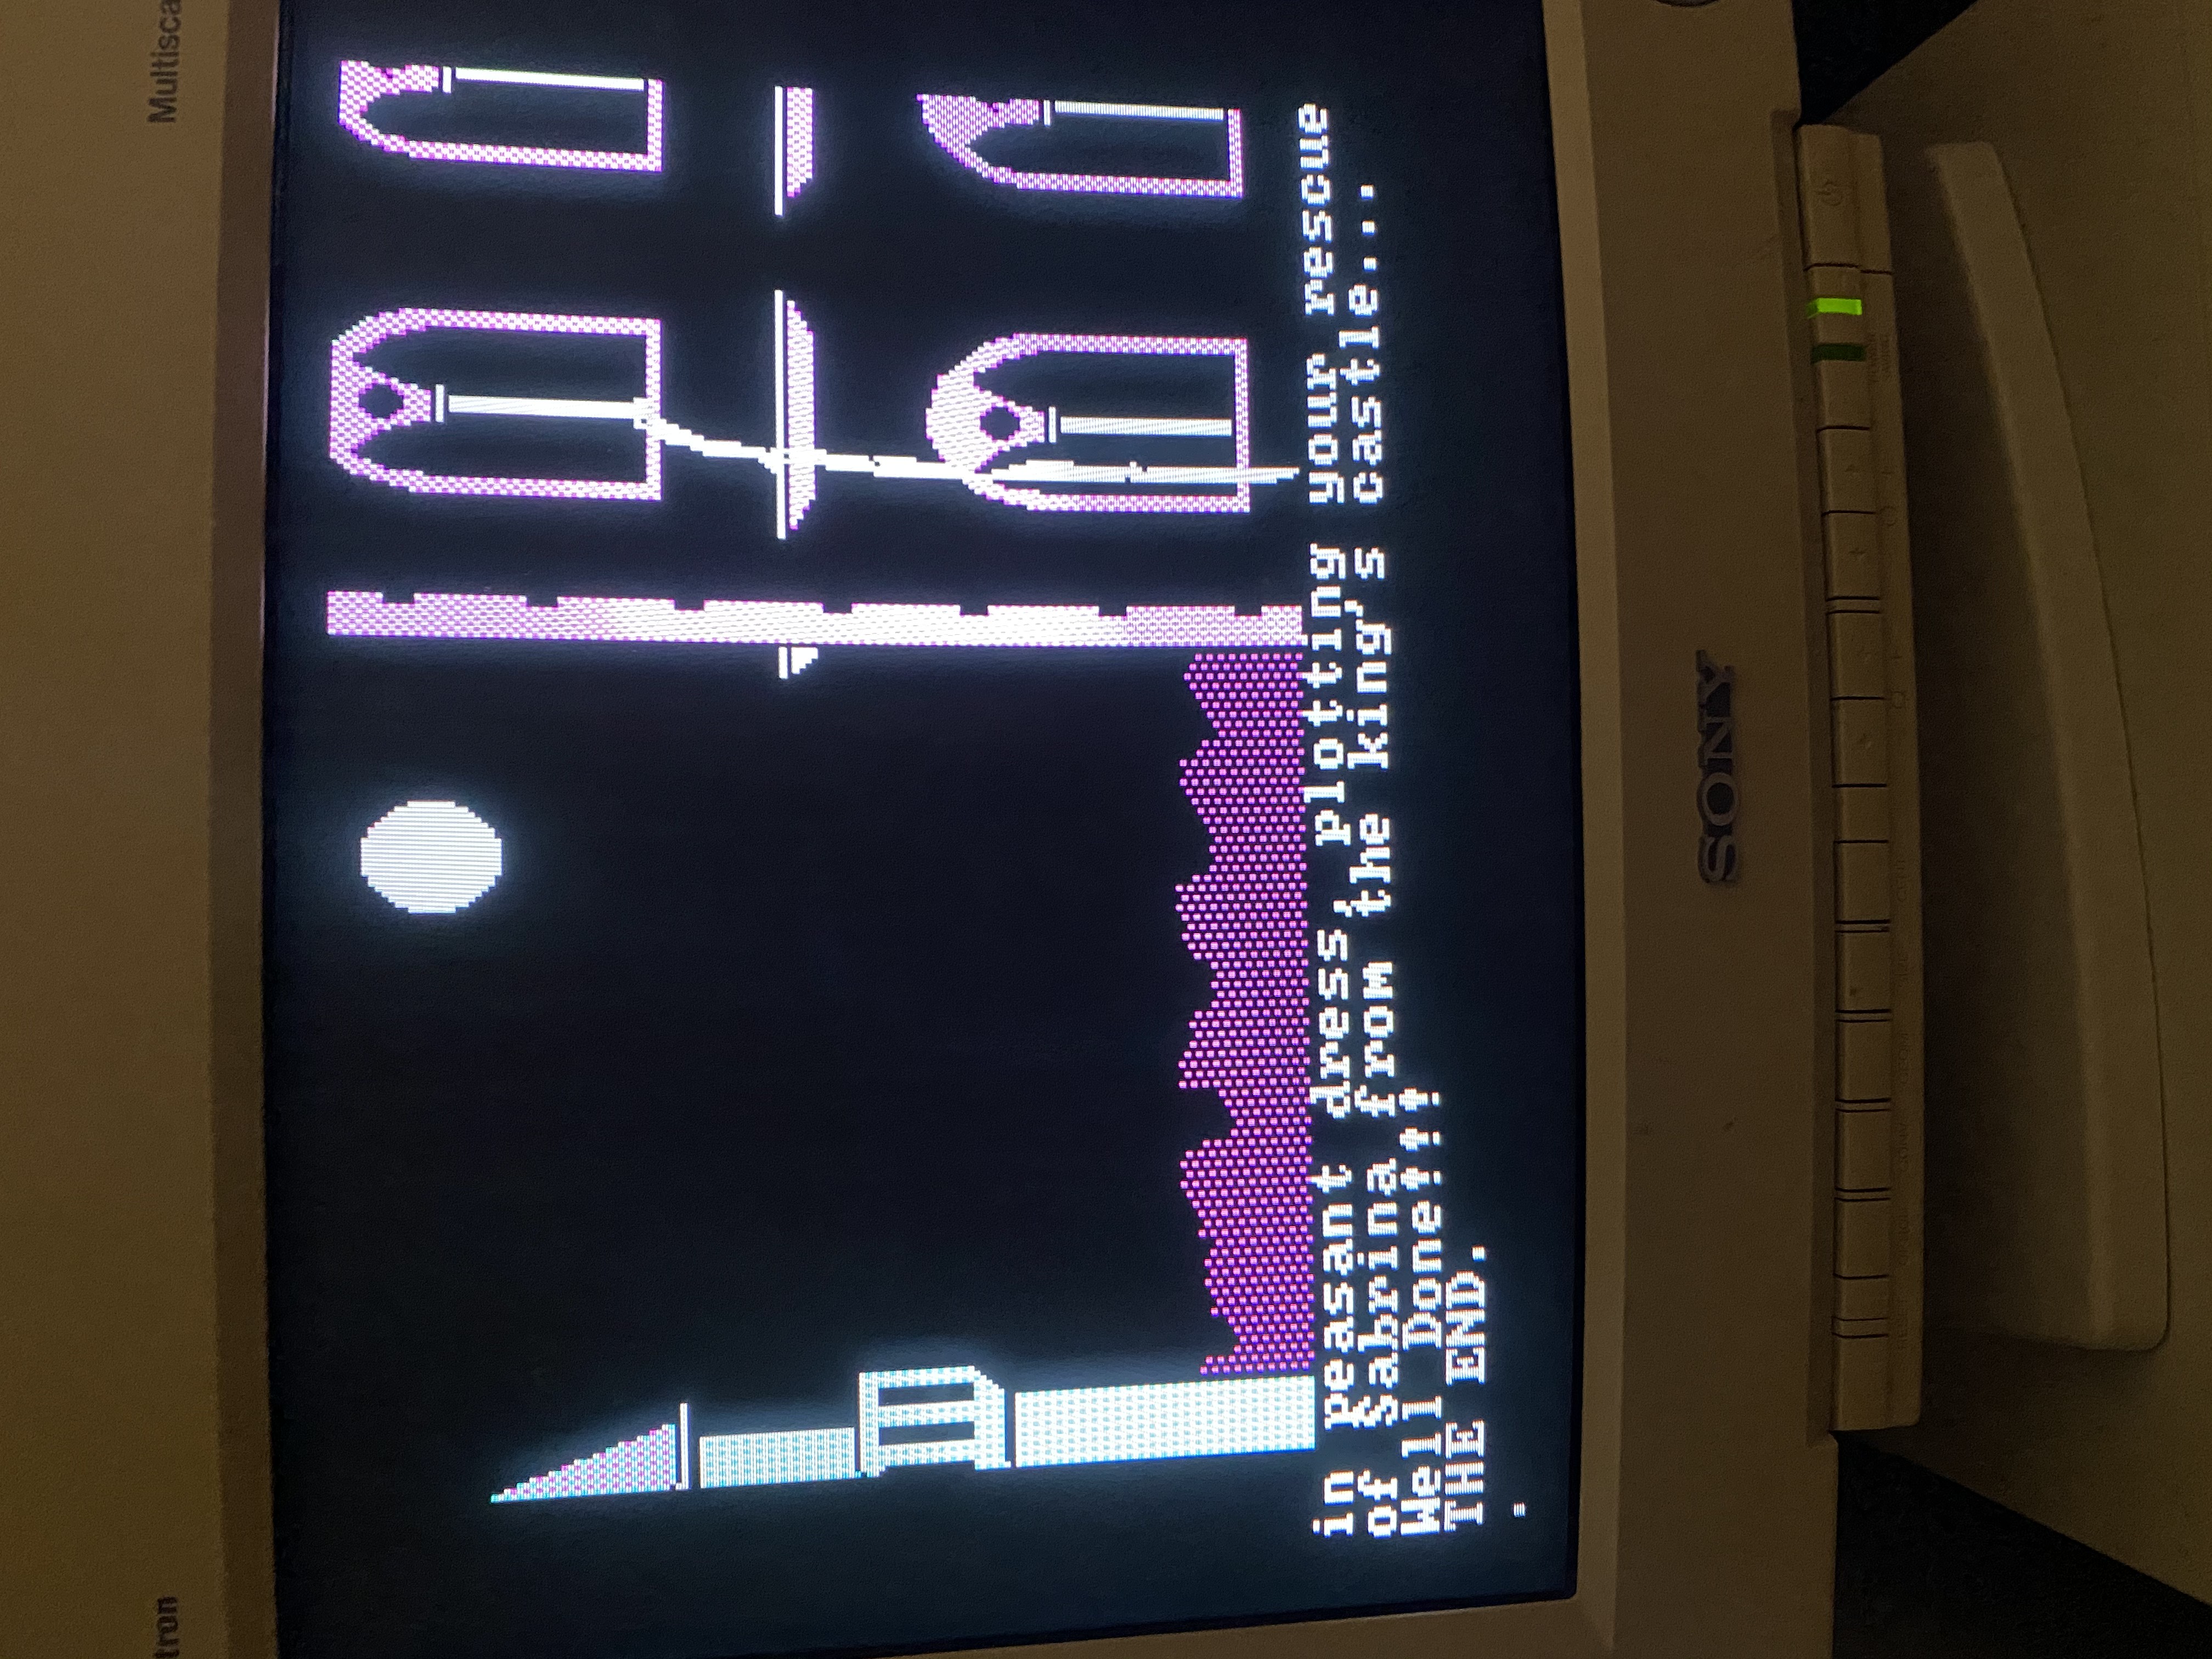 tron
Multisca
in peasant dress, plotting your rescue
of Sabrina from the king's castle...
Well Done!!!
THE END.
.
SONY